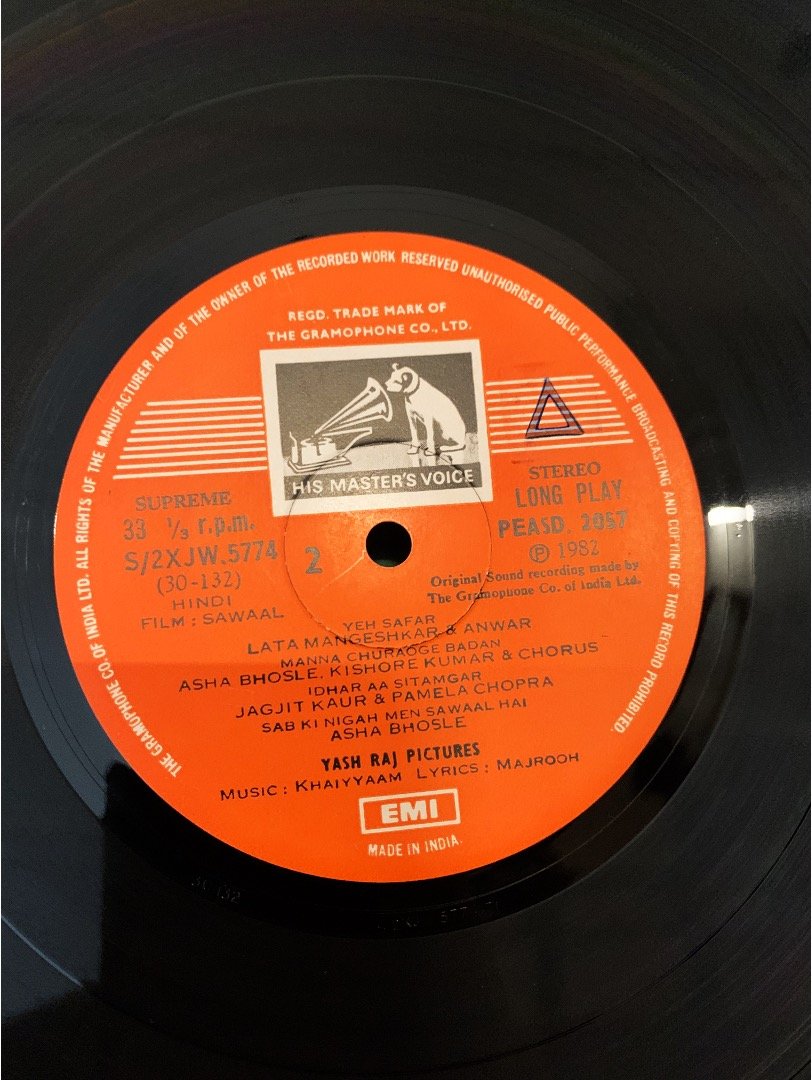 THE GRAMOPHONE CO. OF INDIA LTD. ALL RIGHTS OF THE MANUFACTURER AND OF THE OWNER OF THE RECORDED WORK RESERVED UNAUTHORISED PUBLIC PERFORMANCE BROADCASTING AND COPYING OF THIS RECORD PROHIBITED.
REGD. TRADE MARK OF
THE GRAMOPHONE CO., LTD.
HIS MASTER'S VOICE
SUPREME
33 ⅓ r.p.m.
S/2XJW.5774
(30-132)
HINDI
FILM : SAWAAL
2
STEREO
LONG PLAY
PEASD. 2057
℗ 1982
Original Sound recording made by
The Gramophone Co. of India Ltd.
YEH SAFAR
LATA MANGESHKAR & ANWAR
MANNA CHURAOGE BADAN
ASHA BHOSLE, KISHORE KUMAR & CHORUS
IDHAR AA SITAMGAR
JAGJIT KAUR & PAMELA CHOPRA
SAB KI NIGAH MEN SAWAAL HAI
ASHA BHOSLE
YASH RAJ PICTURES
MUSIC : KHAIYYAAM LYRICS : MAJROOH
EMI
MADE IN INDIA.